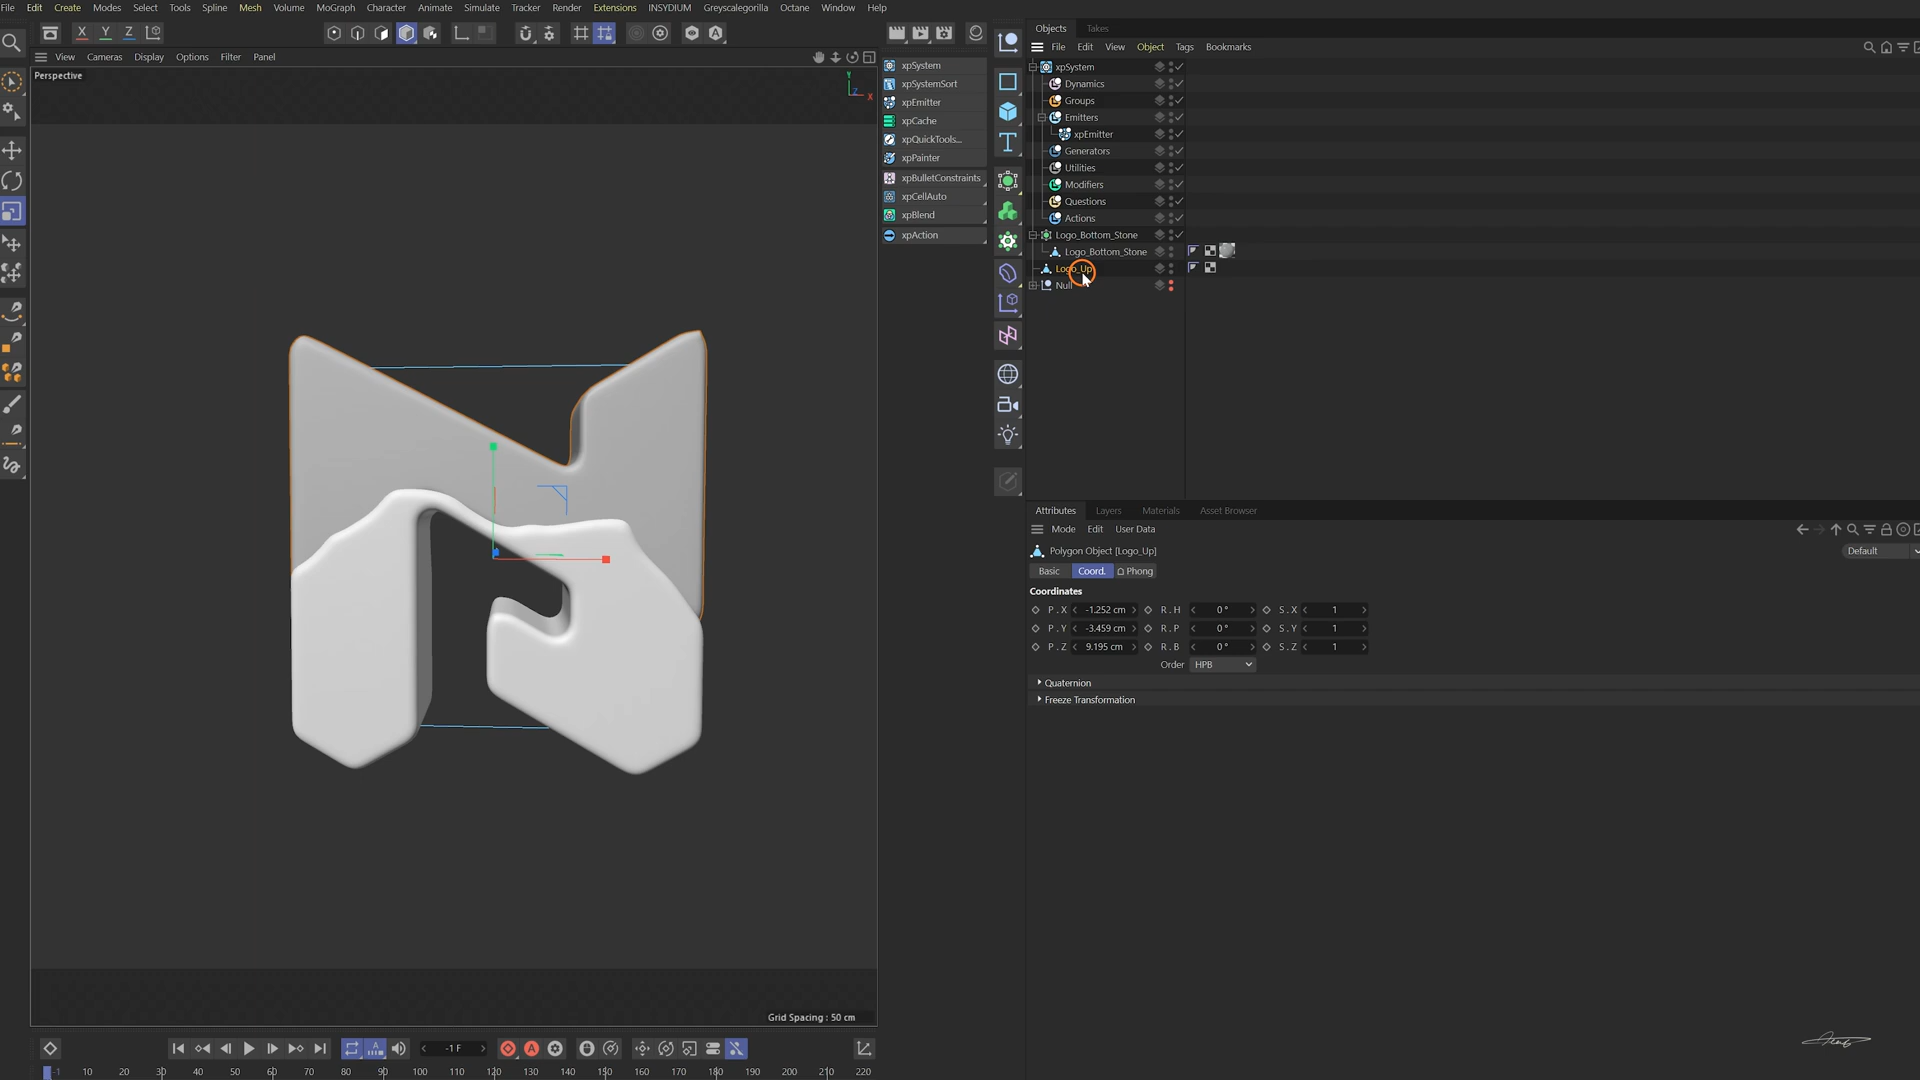 File Edit Create Modes Select Tools Spline Mesh Volume MoGraph Character Animate Simulate Tracker Render Extensions INSYDIUM Greyscalegorilla Octane Window Help
X Y Z
View Cameras Display Options Filter Panel
Perspective
Y
Z X
xpSystem
xpSystemSort
xpEmitter
xpCache
xpQuickTools...
xpPainter
xpBulletConstraints
xpCellAuto
xpBlend
xpAction
Objects Takes
File Edit View Object Tags Bookmarks
xpSystem
Dynamics
Groups
Emitters
xpEmitter
Generators
Utilities
Modifiers
Questions
Actions
Logo_Bottom_Stone
Logo_Bottom_Stone
Logo_Up
Null
Attributes Layers Materials Asset Browser
Mode Edit User Data
Polygon Object [Logo_Up]
Default
Basic Coord. Phong
Coordinates
P . X -1.252 cm R . H 0 ° S . X 1
P . Y -3.459 cm R . P 0 ° S . Y 1
P . Z 9.195 cm R . B 0 ° S . Z 1
Order HPB
Quaternion
Freeze Transformation
Grid Spacing : 50 cm
-1 F
-1 10 20 30 40 50 60 70 80 90 100 110 120 130 140 150 160 170 180 190 200 210 220